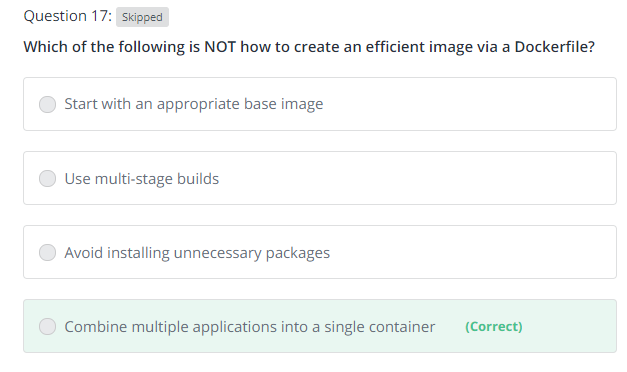 Question 17: Skipped
Which of the following is NOT how to create an efficient image via a Dockerfile?
Start with an appropriate base image
Use multi-stage builds
Avoid installing unnecessary packages
Combine multiple applications into a single container (Correct)